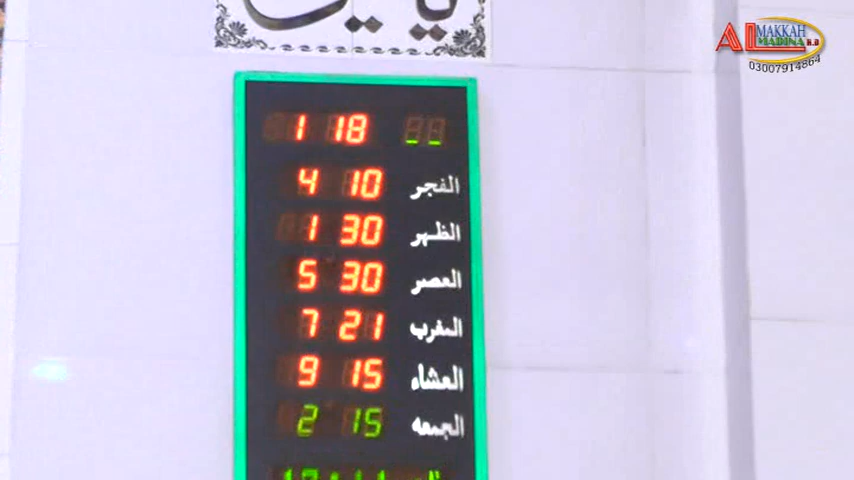 AL MAKKAH
MADINA
03007914864
1 18
4 10 الفجر
1 30 الظهر
5 30 العصر
7 21 المغرب
9 15 العشاء
2 15 الجمعه